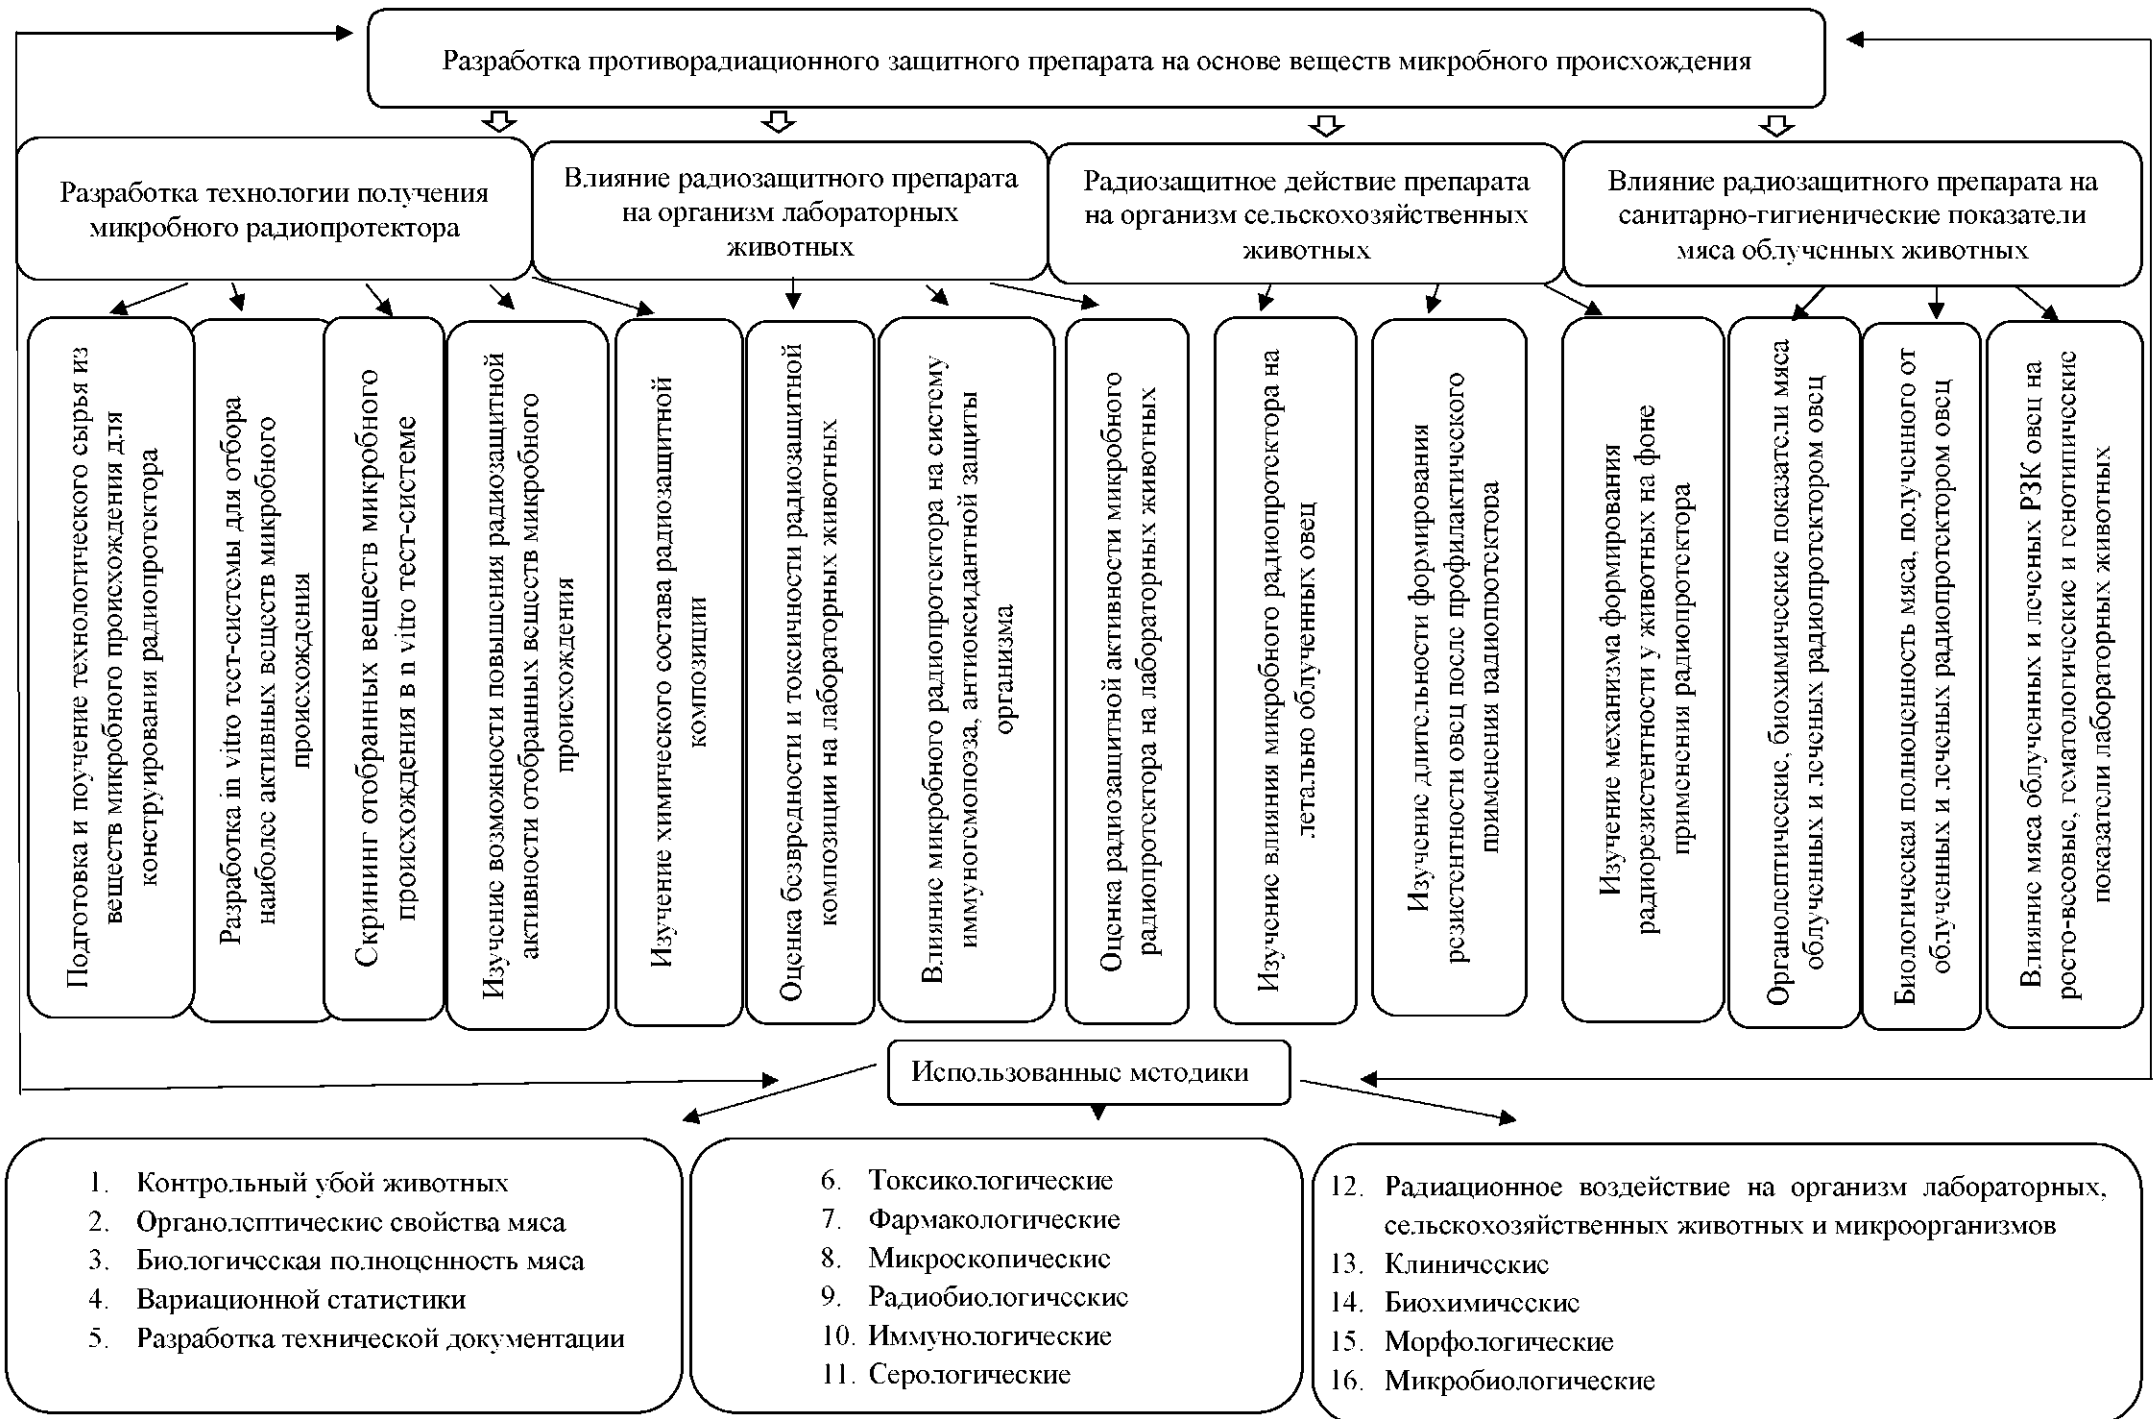 Разработка противорадиационного защитного препарата на основе веществ микробного происхождения
Разработка технологии получения
микробного радиопротектора
Влияние радиозащитного препарата
на организм лабораторных
животных
Радиозащитное действие препарата
на организм сельскохозяйственных
животных
Влияние радиозащитного препарата на
санитарно-гигиенические показатели
мяса облученных животных
Подготовка и поучение технологического сырья из
веществ микробного происхождения для
конструирования радиопротектора
Разработка in vitro тест-системы для отбора
наиболее активных веществ микробного
происхождения
Скрининг отобранных веществ микробного
происхождения в n vitro тест-системе
Изучение возможности повышения радиозащитной
активности отобранных веществ микробного
происхождения
Изучение химического состава радиозащитной
композиции
Оценка безвредности и токсичности радиозащитной
композиции на лабораторных животных
Влияние микробного радиопротектора на систему
иммуногемопоэза, антиоксидантной защиты
организма
Оценка радиозащитной активности микробного
радиопротектора на лабораторных животных
Изучение влияния микробного радиопротектора на
летально облученных овец
Изучение длительности формирования
резистентности овец после профилактического
применения радиопротектора
Изучение механизма формирования
радиорезистентности у животных на фоне
применения радиопротектора
Органолептические, биохимические показатели мяса
облученных и леченых радиопротектором овец
Биологическая полноценность мяса, полученного от
облученных и леченых радиопротектором овец
Влияние мяса облученных и леченых РЗК овец на
росто-весовые, гематологические и генотипические
показатели лабораторных животных
Использованные методики
1. Контрольный убой животных
2. Органолептические свойства мяса
3. Биологическая полноценность мяса
4. Вариационной статистики
5. Разработка технической документации
6. Токсикологические
7. Фармакологические
8. Микроскопические
9. Радиобиологические
10. Иммунологические
11. Серологические
12. Радиационное воздействие на организм лабораторных,
сельскохозяйственных животных и микроорганизмов
13. Клинические
14. Биохимические
15. Морфологические
16. Микробиологические